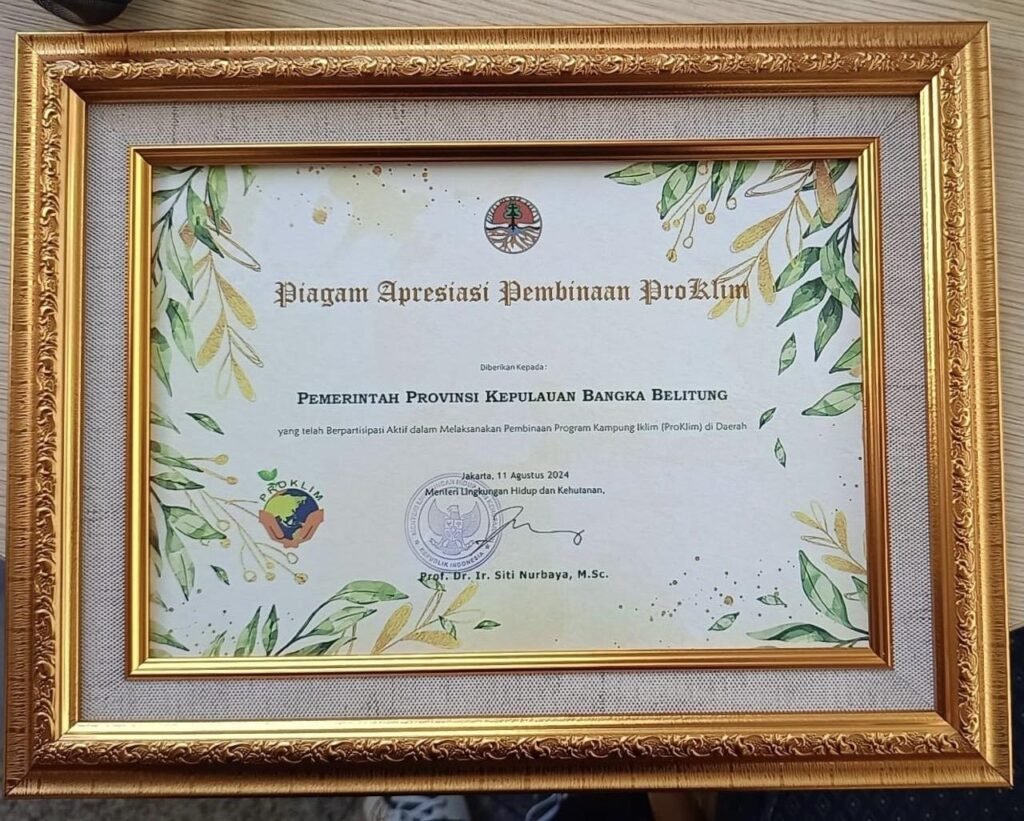 Piagam Apresiasi Pembinaan ProKlim
Diberikan Kepada :
PEMERINTAH PROVINSI KEPULAUAN BANGKA BELITUNG
yang telah Berpartisipasi Aktif dalam Melaksanakan Pembinaan Program Kampung Iklim (ProKlim) di Daerah
Jakarta, 11 Agustus 2024
Menteri Lingkungan Hidup dan Kehutanan,
PROKLIM
REPUBLIK INDONESIA
Prof. Dr. Ir. Siti Nurbaya, M.Sc.